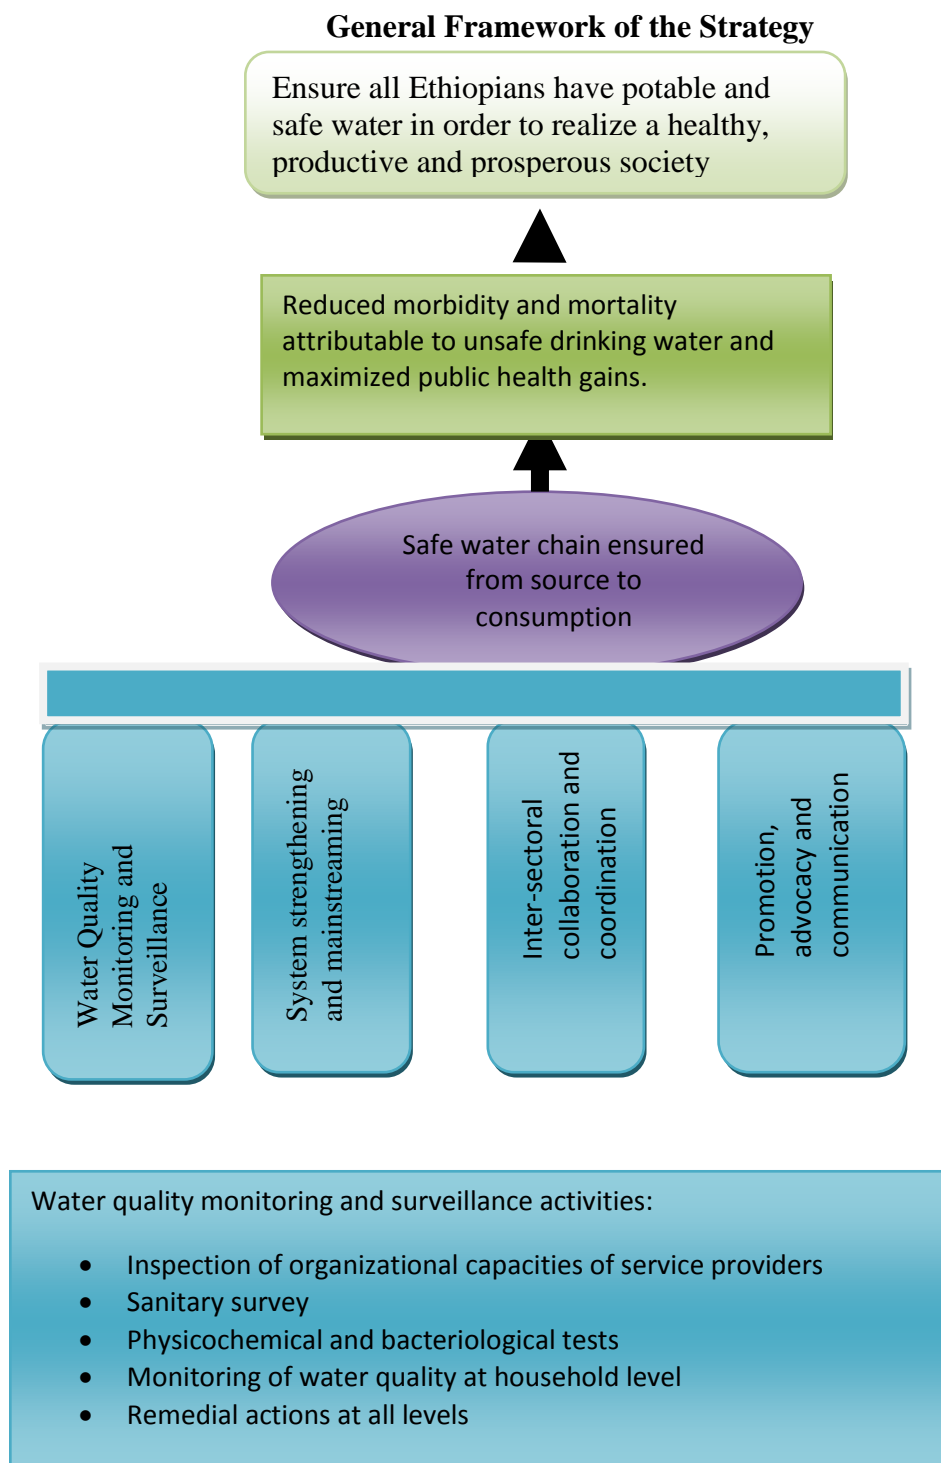 General Framework of the Strategy
Ensure all Ethiopians have potable and
safe water in order to realize a healthy,
productive and prosperous society
Reduced morbidity and mortality
attributable to unsafe drinking water and
maximized public health gains.
Safe water chain ensured
from source to
consumption
Water Quality
Monitoring and
Surveillance
System strengthening
and mainstreaming
Inter-sectoral
collaboration and
coordination
Promotion,
advocacy and
communication
Water quality monitoring and surveillance activities:
• Inspection of organizational capacities of service providers
• Sanitary survey
• Physicochemical and bacteriological tests
• Monitoring of water quality at household level
• Remedial actions at all levels